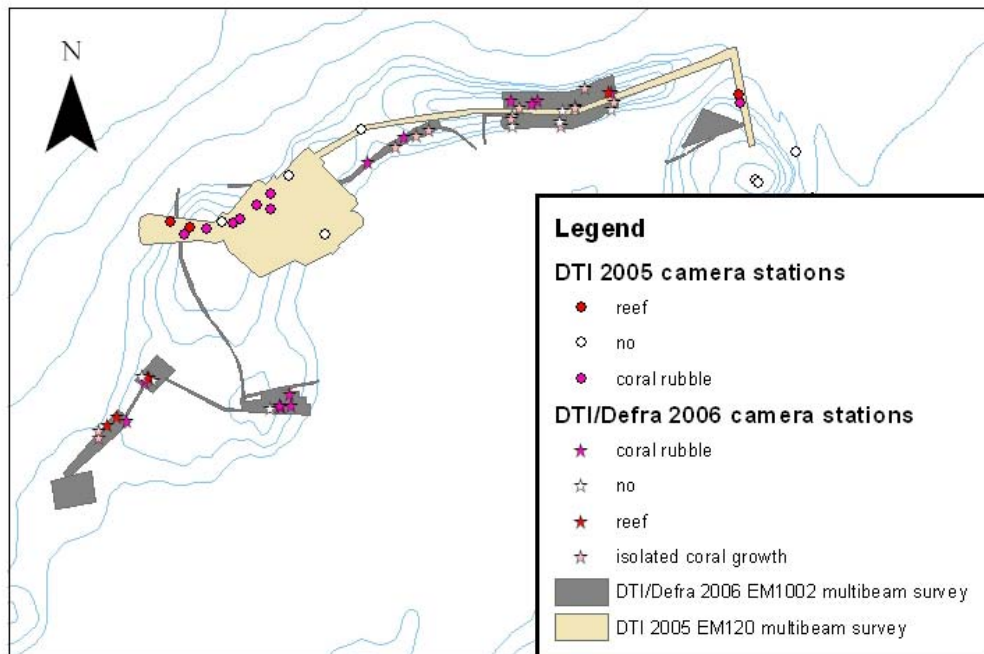 N
Legend
DTI 2005 camera stations
reef
no
coral rubble
DTI/Defra 2006 camera stations
coral rubble
no
reef
isolated coral growth
DTI/Defra 2006 EM1002 multibeam survey
DTI 2005 EM120 multibeam survey